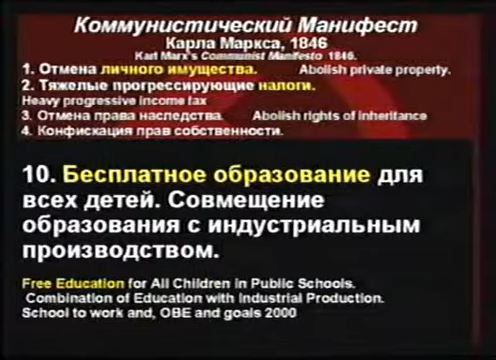 Коммунистический Манифест
Карла Маркса, 1846
Karl Marx's Communist Manifesto 1846.
1. Отмена личного имущества. Abolish private property.
2. Тяжелые прогрессирующие налоги.
Heavy progressive income tax
3. Отмена права наследства. Abolish rights of inheritance
4. Конфискация прав собственности.
10. Бесплатное образование для
всех детей. Совмещение
образования с индустриальным
производством.
Free Education for All Children in Public Schools.
Combination of Education with Industrial Production.
School to work and, OBE and goals 2000